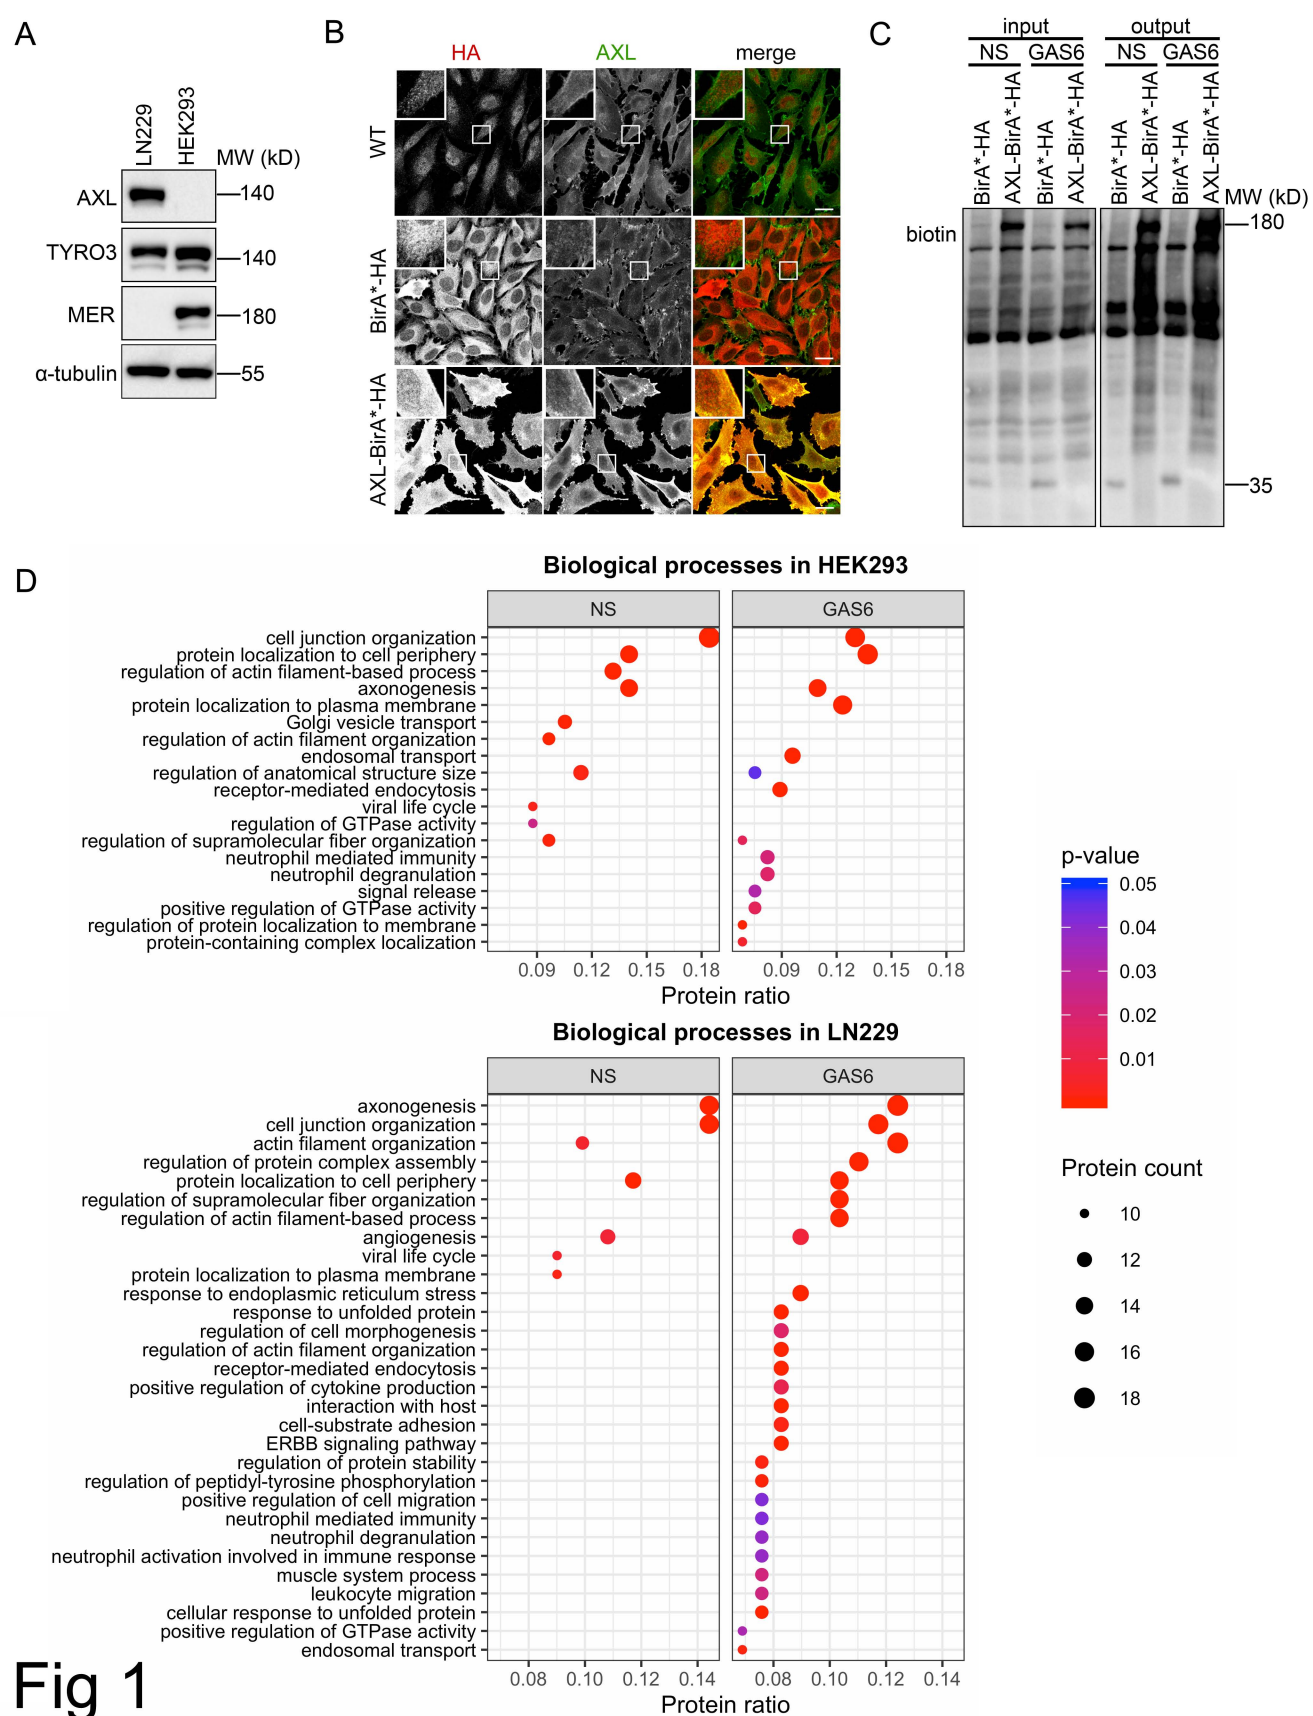 A
LN229
HEK293
MW (kD)
AXL
140
TYRO3
140
MER
180
α-tubulin
55
B
HA
AXL
merge
WT
BirA*-HA
AXL-BirA*-HA
C
input
output
NS
GAS6
NS
GAS6
BirA*-HA
AXL-BirA*-HA
BirA*-HA
AXL-BirA*-HA
BirA*-HA
AXL-BirA*-HA
BirA*-HA
AXL-BirA*-HA
MW (kD)
biotin
180
35
D
Biological processes in HEK293
NS
GAS6
cell junction organization
protein localization to cell periphery
regulation of actin filament-based process
axonogenesis
protein localization to plasma membrane
Golgi vesicle transport
regulation of actin filament organization
endosomal transport
regulation of anatomical structure size
receptor-mediated endocytosis
viral life cycle
regulation of GTPase activity
regulation of supramolecular fiber organization
neutrophil mediated immunity
neutrophil degranulation
signal release
positive regulation of GTPase activity
regulation of protein localization to membrane
protein-containing complex localization
0.09 0.12 0.15 0.18
0.09 0.12 0.15 0.18
Protein ratio
Biological processes in LN229
NS
GAS6
axonogenesis
cell junction organization
actin filament organization
regulation of protein complex assembly
protein localization to cell periphery
regulation of supramolecular fiber organization
regulation of actin filament-based process
angiogenesis
viral life cycle
protein localization to plasma membrane
response to endoplasmic reticulum stress
response to unfolded protein
regulation of cell morphogenesis
regulation of actin filament organization
receptor-mediated endocytosis
positive regulation of cytokine production
interaction with host
cell-substrate adhesion
ERBB signaling pathway
regulation of protein stability
regulation of peptidyl-tyrosine phosphorylation
positive regulation of cell migration
neutrophil mediated immunity
neutrophil degranulation
neutrophil activation involved in immune response
muscle system process
leukocyte migration
cellular response to unfolded protein
positive regulation of GTPase activity
endosomal transport
0.08 0.10 0.12 0.14
0.08 0.10 0.12 0.14
Protein ratio
p-value
0.05
0.04
0.03
0.02
0.01
Protein count
10
12
14
16
18
Fig 1